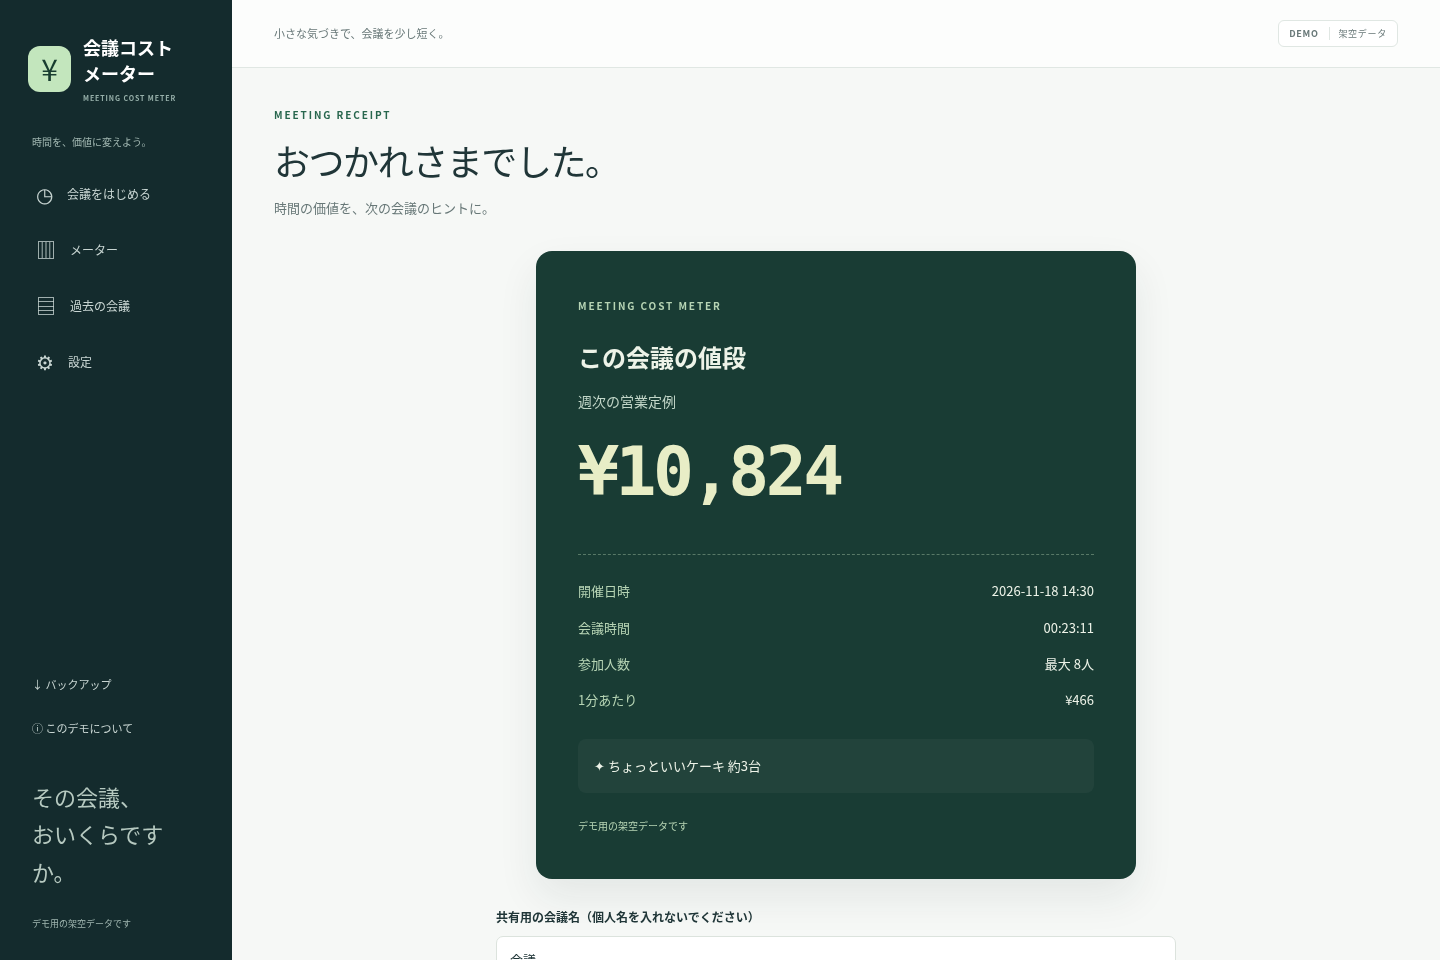 ¥
会議コスト
メーター
MEETING COST METER
時間を、価値に変えよう。
会議をはじめる
メーター
過去の会議
設定
↓ バックアップ
ⓘ このデモについて
その会議、
おいくらです
か。
デモ用の架空データです
小さな気づきで、会議を少し短く。
DEMO 架空データ
MEETING RECEIPT
おつかれさまでした。
時間の価値を、次の会議のヒントに。
MEETING COST METER
この会議の値段
週次の営業定例
¥10,824
開催日時 2026-11-18 14:30
会議時間 00:23:11
参加人数 最大 8人
1分あたり ¥466
✦ ちょっといいケーキ 約3台
デモ用の架空データです
共有用の会議名（個人名を入れないでください）
会議